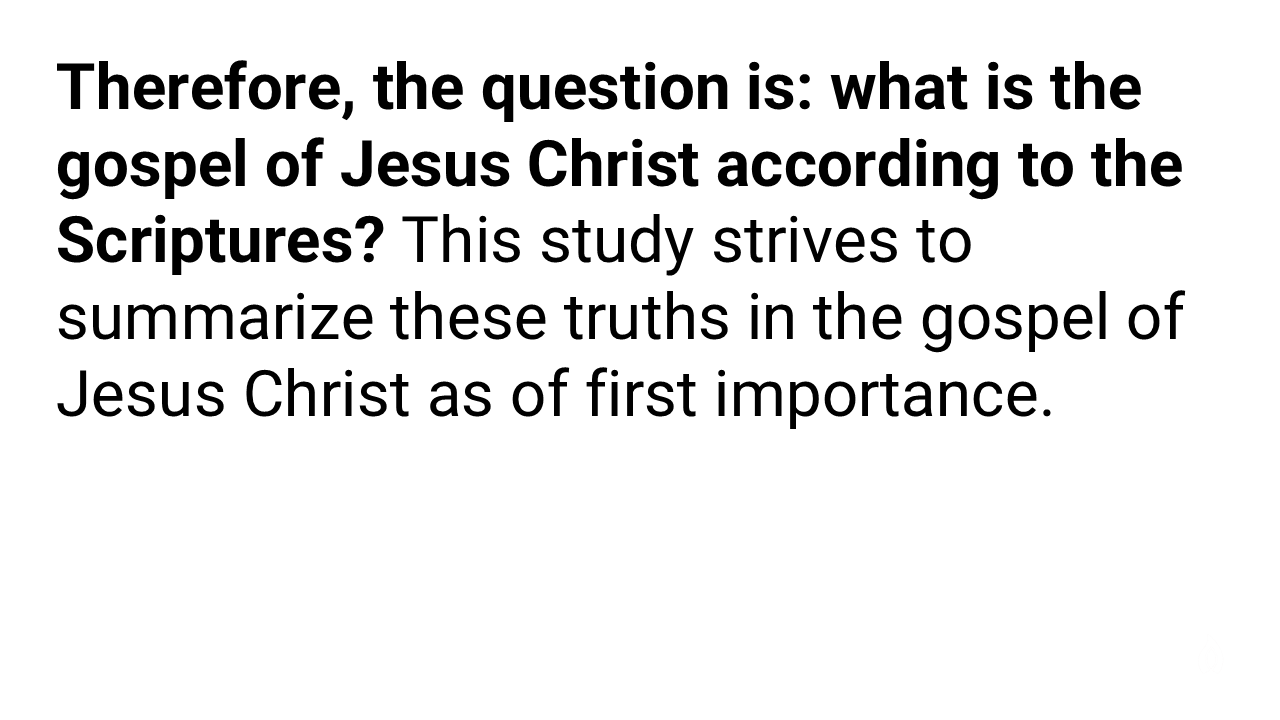 Therefore, the question is: what is the
gospel of Jesus Christ according to the
Scriptures? This study strives to
summarize these truths in the gospel of
Jesus Christ as of first importance.